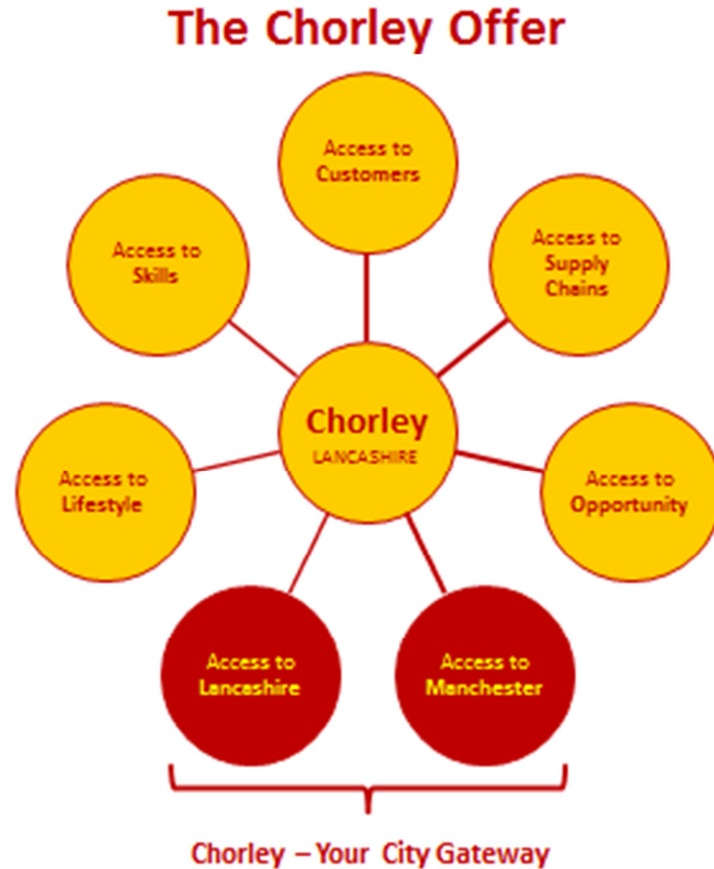 The Chorley Offer
Access to
Customers
Access to
Skills
Access to
Supply
Chains
Chorley
LANCASHIRE
Access to
Lifestyle
Access to
Opportunity
Access to
Lancashire
Access to
Manchester
Chorley – Your City Gateway